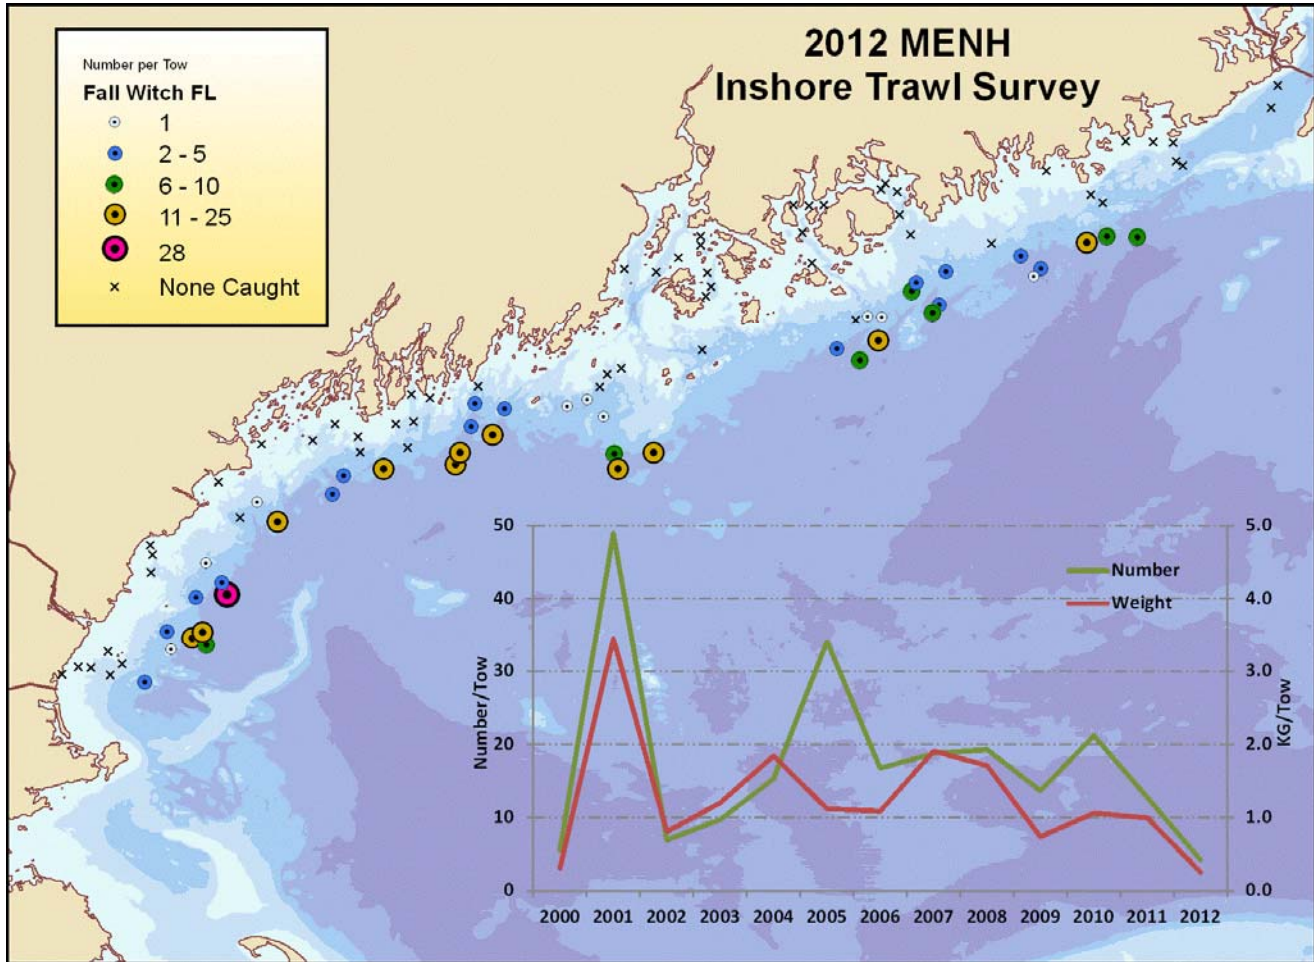 2012 MENH
Inshore Trawl Survey
Number per Tow
Fall Witch FL
1
2 - 5
6 - 10
11 - 25
28
None Caught
50
40
30
20
10
0
Number/Tow
Number
Weight
5.0
4.0
3.0
2.0
1.0
0.0
KG/Tow
2000 2001 2002 2003 2004 2005 2006 2007 2008 2009 2010 2011 2012